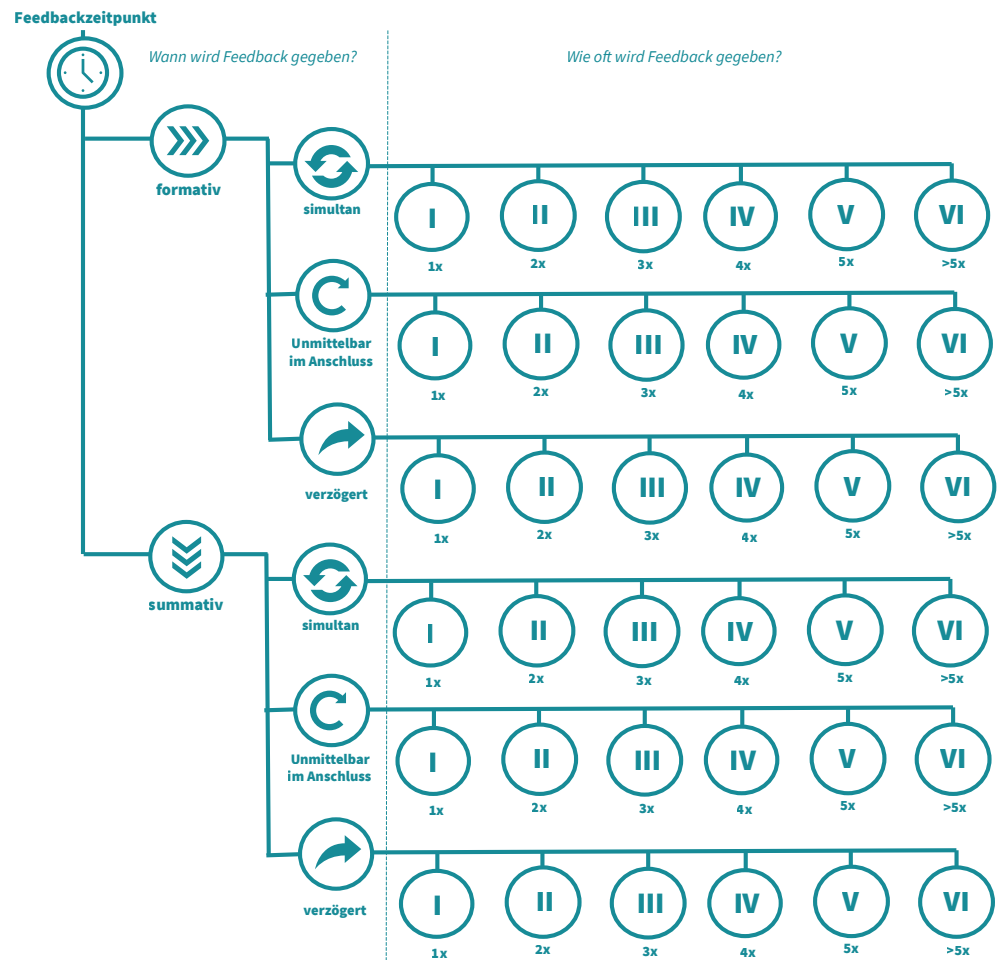 Feedbackzeitpunkt
Wann wird Feedback gegeben?
Wie oft wird Feedback gegeben?
formativ
simultan
I II III IV V VI
1x 2x 3x 4x 5x >5x
Unmittelbar
im Anschluss
I II III IV V VI
1x 2x 3x 4x 5x >5x
verzögert
I II III IV V VI
1x 2x 3x 4x 5x >5x
summativ
simultan
I II III IV V VI
1x 2x 3x 4x 5x >5x
Unmittelbar
im Anschluss
I II III IV V VI
1x 2x 3x 4x 5x >5x
verzögert
I II III IV V VI
1x 2x 3x 4x 5x >5x